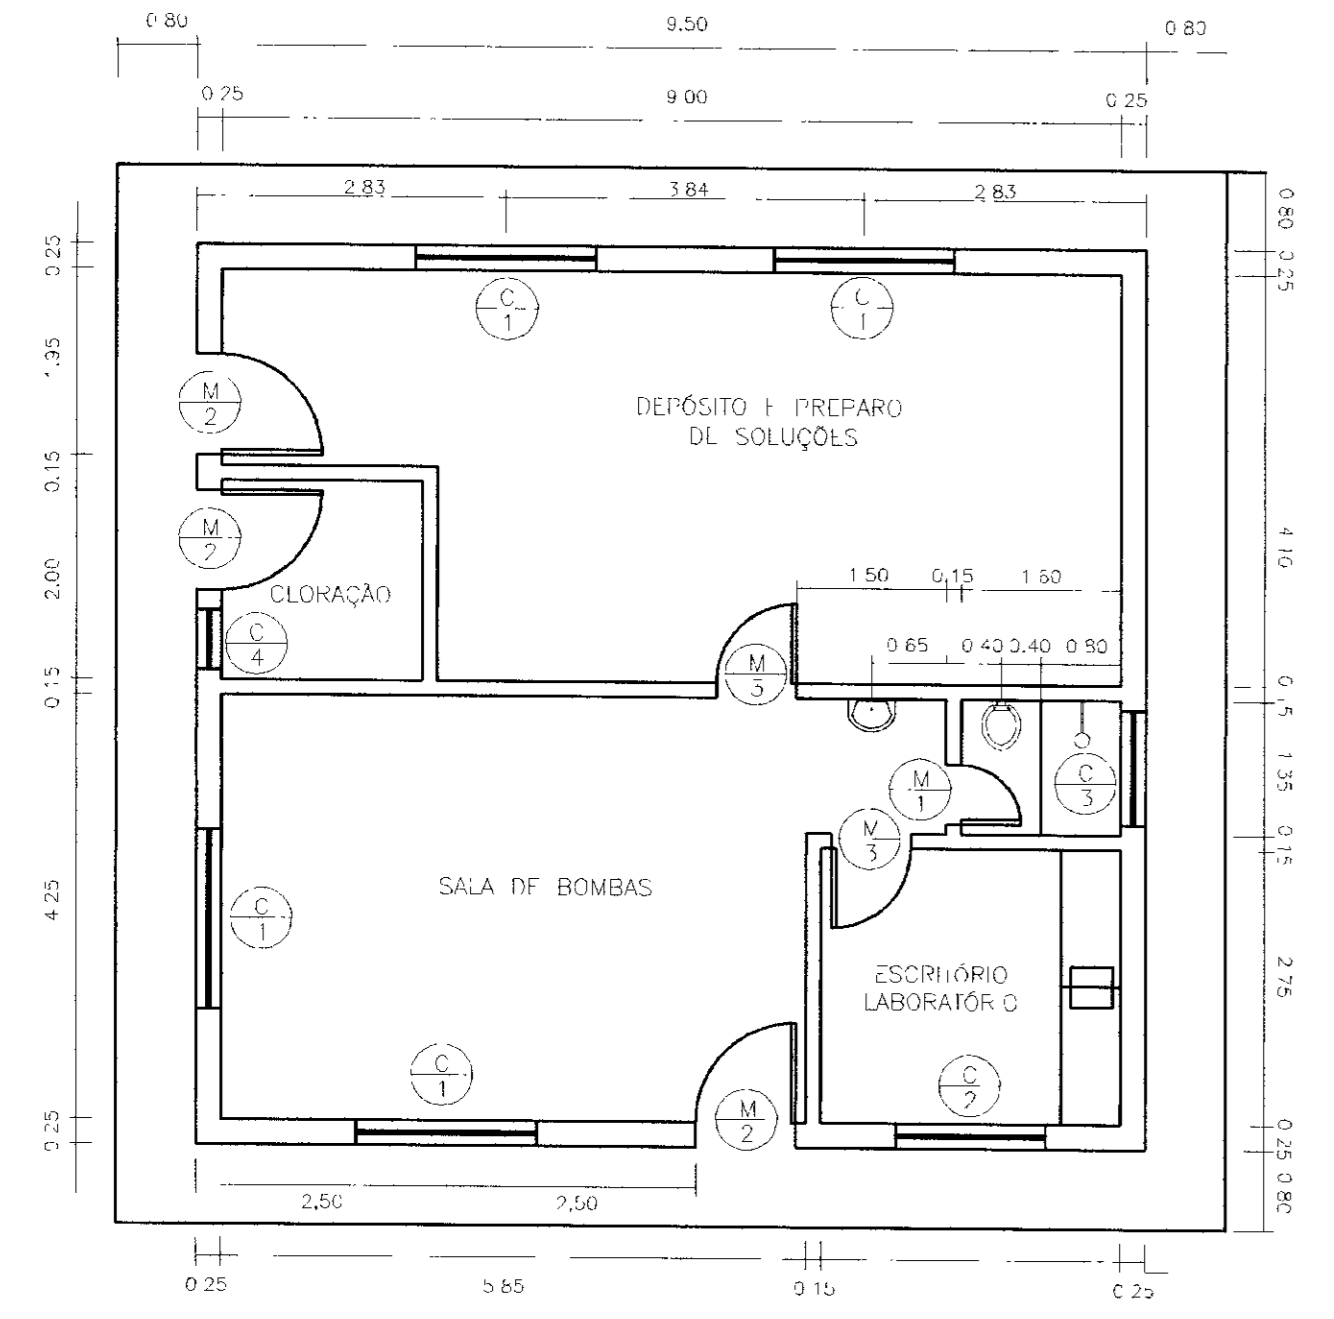 0.80 9.50 0.80
0.25 9.00 0.25
2.83 3.84 2.83
0.80
0.25
0.25
C
1
C
1
1.95
M
2
DEPÓSITO E PREPARO
DE SOLUÇÕES
0.15
M
2
4.10
2.00
CLORAÇÃO
1.50 0.15 1.60
C
4
0.65 0.40 0.40 0.80
M
3
0.15
0.15
C
3
M
1
1.35
M
3
0.15
SALA DE BOMBAS
4.25
C
1
ESCRITÓRIO
LABORATÓRIO
2.75
C
1
C
2
M
2
0.25
0.25
0.80
2,50 2,50
0.25 5.85 0.15 0.25